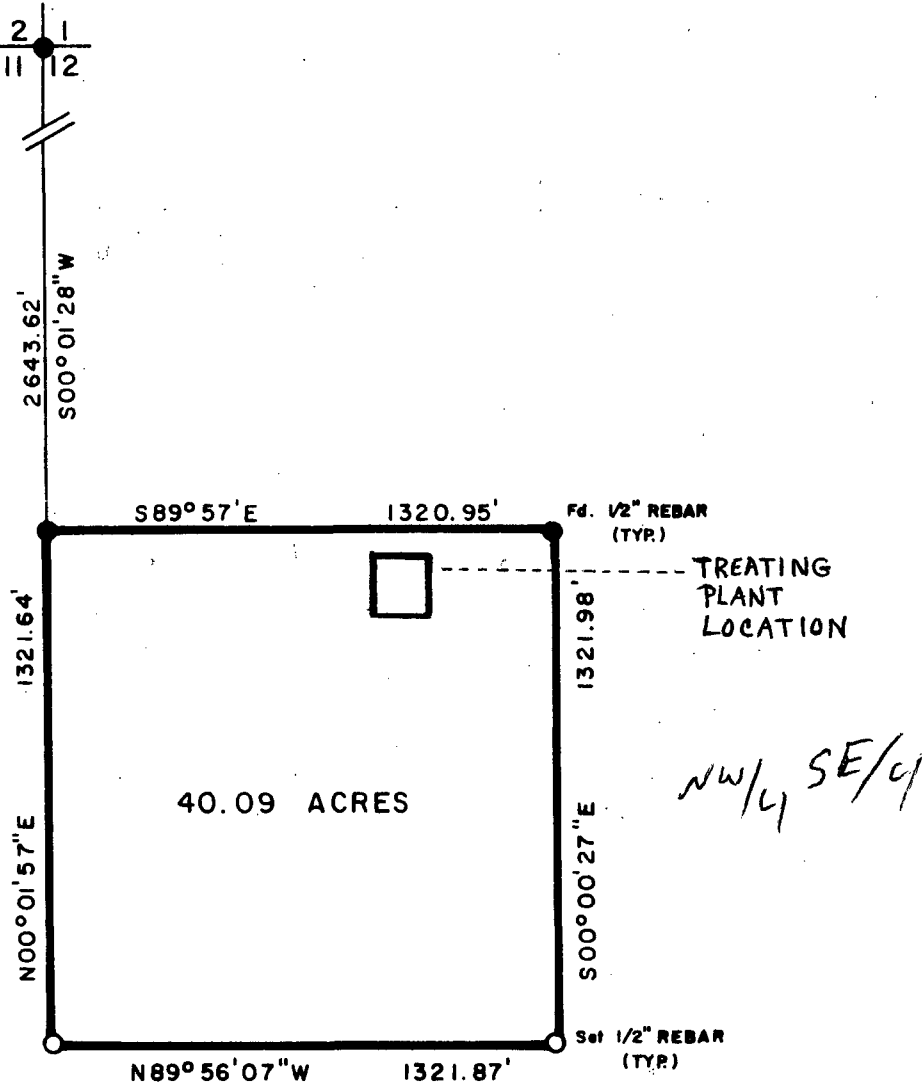 2 1
11 12
2643.62'
S00°01'28"W
S89°57'E 1320.95' Fd. 1/2" REBAR
(TYP.)
TREATING
PLANT
LOCATION
1321.64'
1321.98'
NW/4 SE/4
40.09 ACRES
N00°01'57"E
S00°00'27"E
Set 1/2" REBAR
(TYP.)
N89°56'07"W 1321.87'